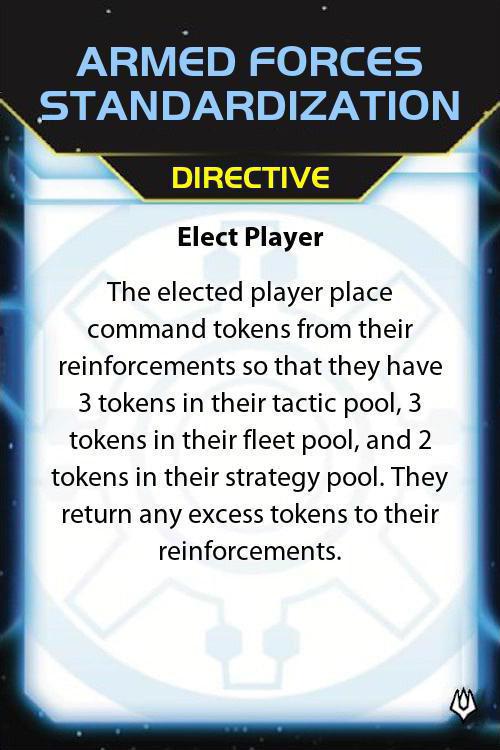 ARMED FORCES
STANDARDIZATION
DIRECTIVE
Elect Player
The elected player place
command tokens from their
reinforcements so that they have
3 tokens in their tactic pool, 3
tokens in their fleet pool, and 2
tokens in their strategy pool. They
return any excess tokens to their
reinforcements.